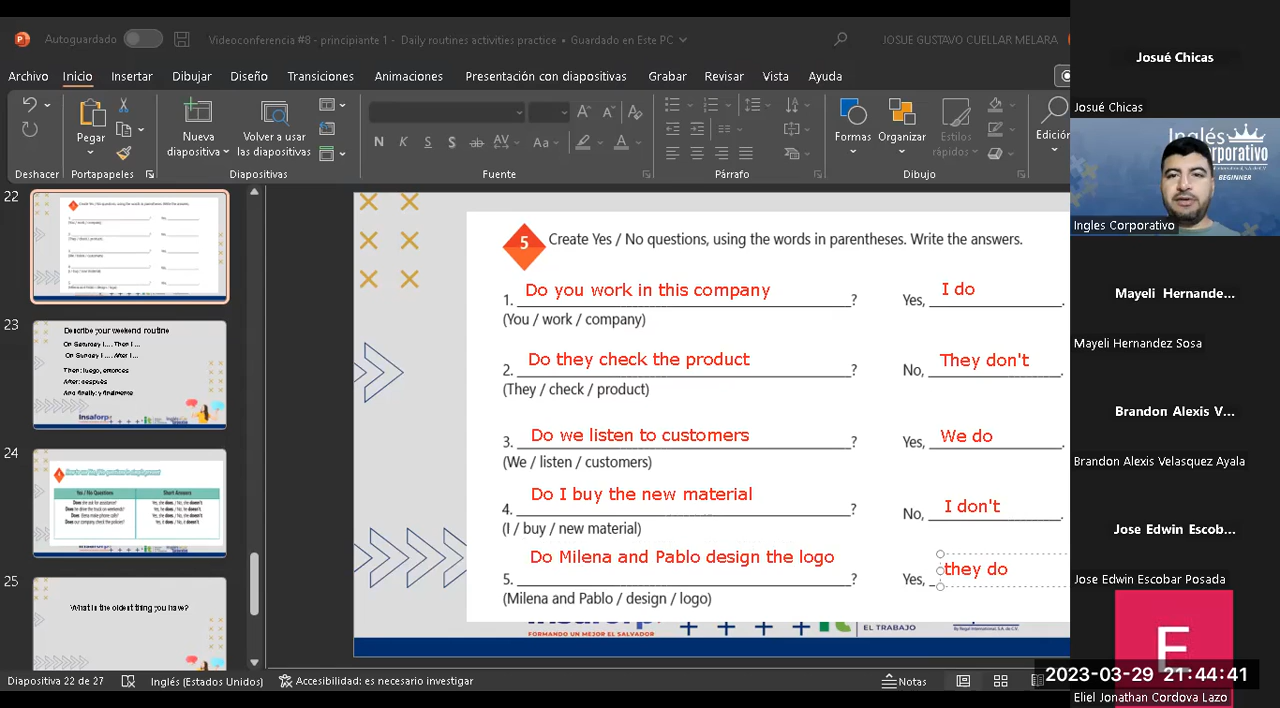 Autoguardado
Videoconferencia #8 - principiante 1 - Daily routines activities practice • Guardado en Este PC
JOSUE GUSTAVO CUELLAR MELARA
Archivo Inicio Insertar Dibujar Diseño Transiciones Animaciones Presentación con diapositivas Grabar Revisar Vista Ayuda
Pegar
Nueva diapositiva
Volver a usar las diapositivas
N K S S ab AV Aa A
Formas Organizar Estilos rápidos Edición
Deshacer Portapapeles Diapositivas Fuente Párrafo Dibujo
22
23
Describe your weekend routine
On Saturday I.... Then I ...
On Sunday I .... After I ...
Then: luego, entonces
After: después
And finally: y finalmente
insaforp
24
Yes / No Questions Short Answers
25
What is the oldest thing you have?
5 Create Yes / No questions, using the words in parentheses. Write the answers.
1. Do you work in this company ? Yes, I do .
(You / work / company)
2. Do they check the product ? No, They don't .
(They / check / product)
3. Do we listen to customers ? Yes, We do .
(We / listen / customers)
4. Do I buy the new material ? No, I don't .
(I / buy / new material)
5. Do Milena and Pablo design the logo ? Yes, they do
(Milena and Pablo / design / logo)
FORMANDO UN MEJOR EL SALVADOR
EL TRABAJO
Diapositiva 22 de 27 Inglés (Estados Unidos) Accesibilidad: es necesario investigar Notas
Josué Chicas
Josué Chicas
Inglés
Corporativo
BEGINNER
Ingles Corporativo
Mayeli Hernande...
Mayeli Hernandez Sosa
Brandon Alexis V...
Brandon Alexis Velasquez Ayala
Jose Edwin Escob...
Jose Edwin Escobar Posada
E
2023-03-29 21:44:41
Eliel Jonathan Cordova Lazo